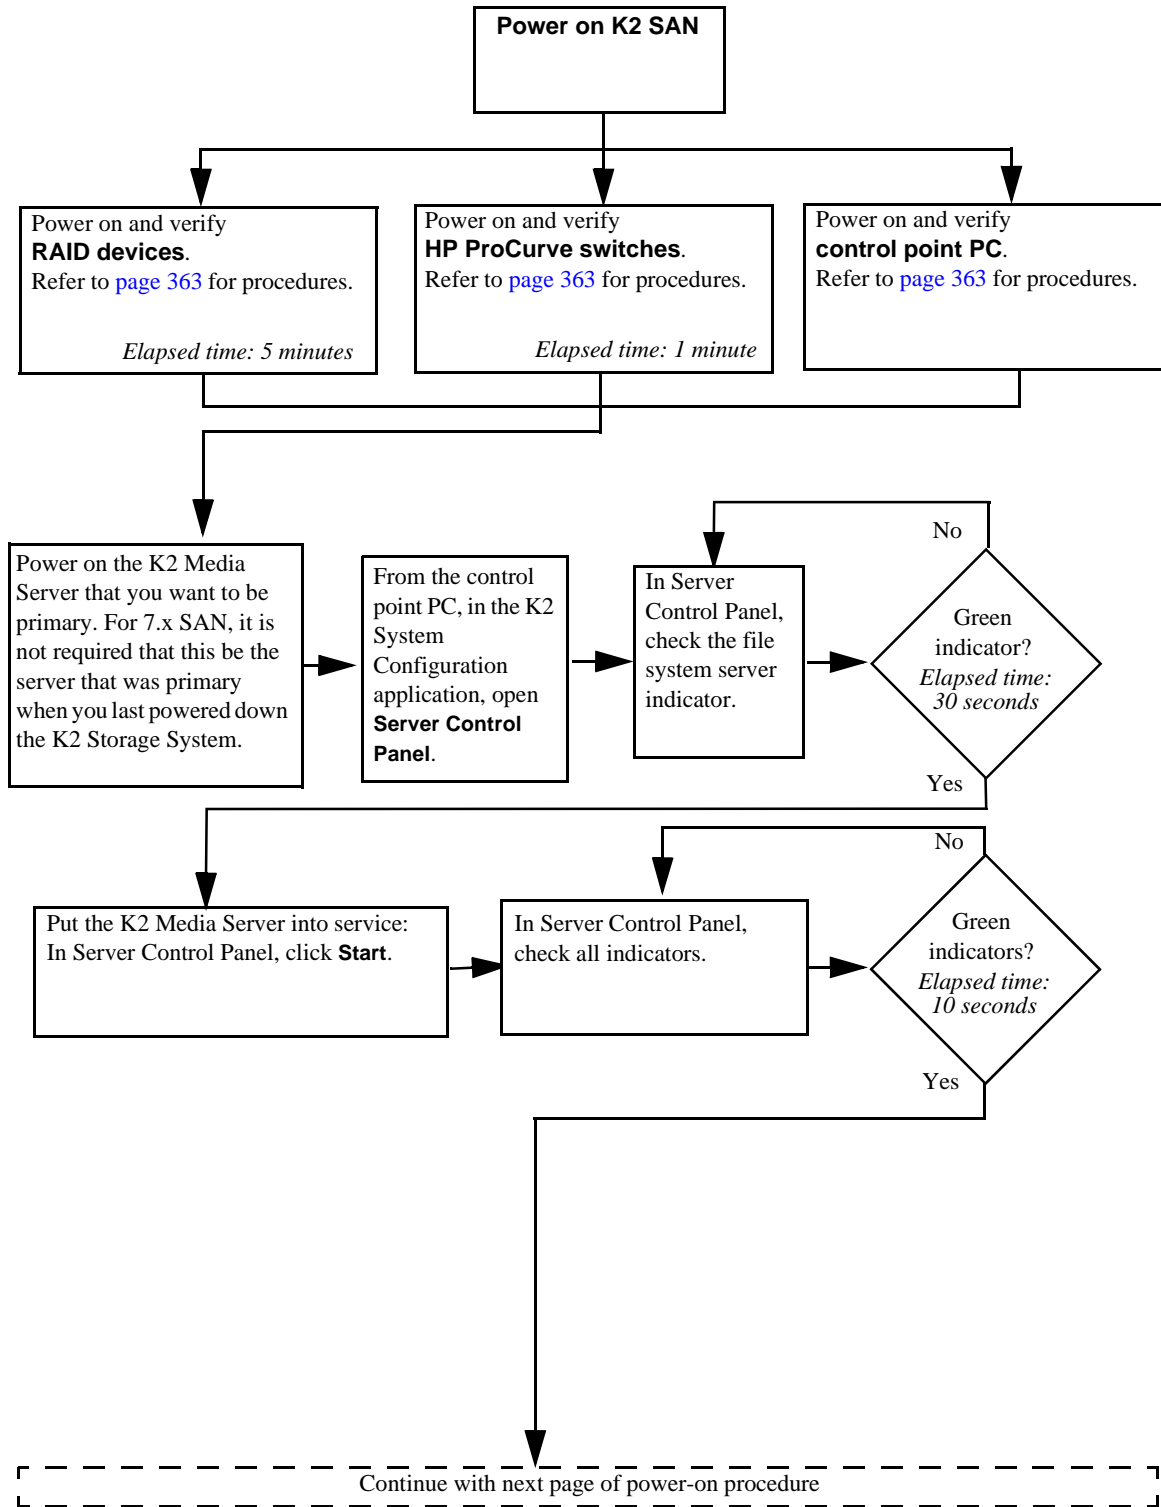 Power on K2 SAN
Power on and verify
RAID devices.
Refer to page 363 for procedures.
Elapsed time: 5 minutes
Power on and verify
HP ProCurve switches.
Refer to page 363 for procedures.
Elapsed time: 1 minute
Power on and verify
control point PC.
Refer to page 363 for procedures.
Power on the K2 Media
Server that you want to be
primary. For 7.x SAN, it is
not required that this be the
server that was primary
when you last powered down
the K2 Storage System.
From the control
point PC, in the K2
System
Configuration
application, open
Server Control
Panel.
In Server
Control Panel,
check the file
system server
indicator.
No
Green
indicator?
Elapsed time:
30 seconds
Yes
Put the K2 Media Server into service:
In Server Control Panel, click Start.
In Server Control Panel,
check all indicators.
No
Green
indicators?
Elapsed time:
10 seconds
Yes
Continue with next page of power-on procedure